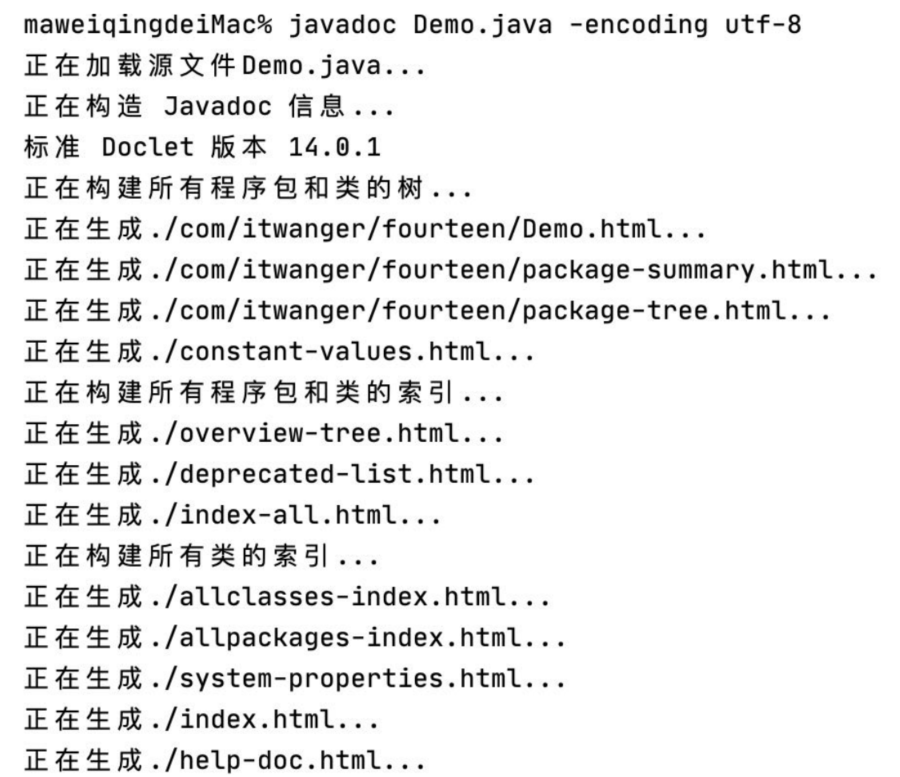 maweiqingdeiMac% javadoc Demo.java -encoding utf-8
正在加载源文件Demo.java...
正在构造 Javadoc 信息...
标准 Doclet 版本 14.0.1
正在构建所有程序包和类的树...
正在生成./com/itwanger/fourteen/Demo.html...
正在生成./com/itwanger/fourteen/package-summary.html...
正在生成./com/itwanger/fourteen/package-tree.html...
正在生成./constant-values.html...
正在构建所有程序包和类的索引...
正在生成./overview-tree.html...
正在生成./deprecated-list.html...
正在生成./index-all.html...
正在构建所有类的索引...
正在生成./allclasses-index.html...
正在生成./allpackages-index.html...
正在生成./system-properties.html...
正在生成./index.html...
正在生成./help-doc.html...